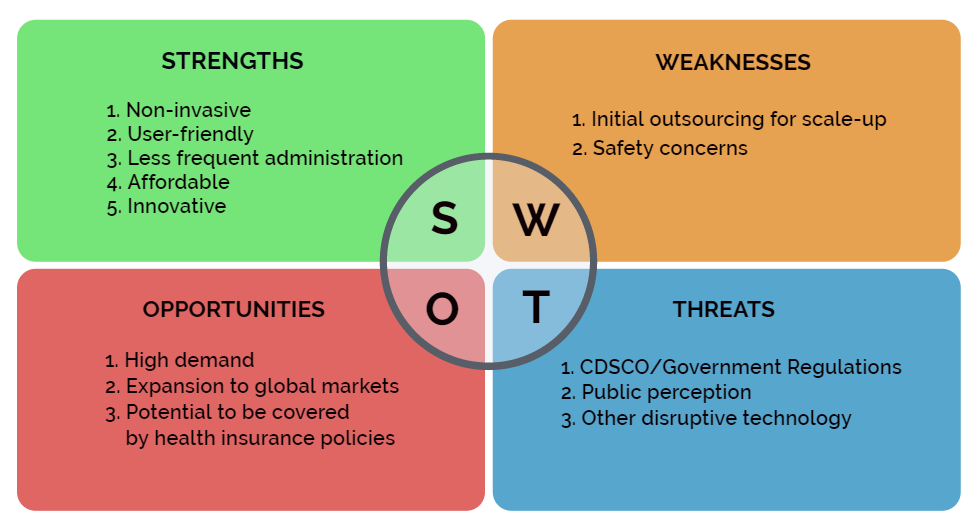 STRENGTHS
1. Non-invasive
2. User-friendly
3. Less frequent administration
4. Affordable
5. Innovative
WEAKNESSES
1. Initial outsourcing for scale-up
2. Safety concerns
S
W
O
T
OPPORTUNITIES
1. High demand
2. Expansion to global markets
3. Potential to be covered
by health insurance policies
THREATS
1. CDSCO/Government Regulations
2. Public perception
3. Other disruptive technology